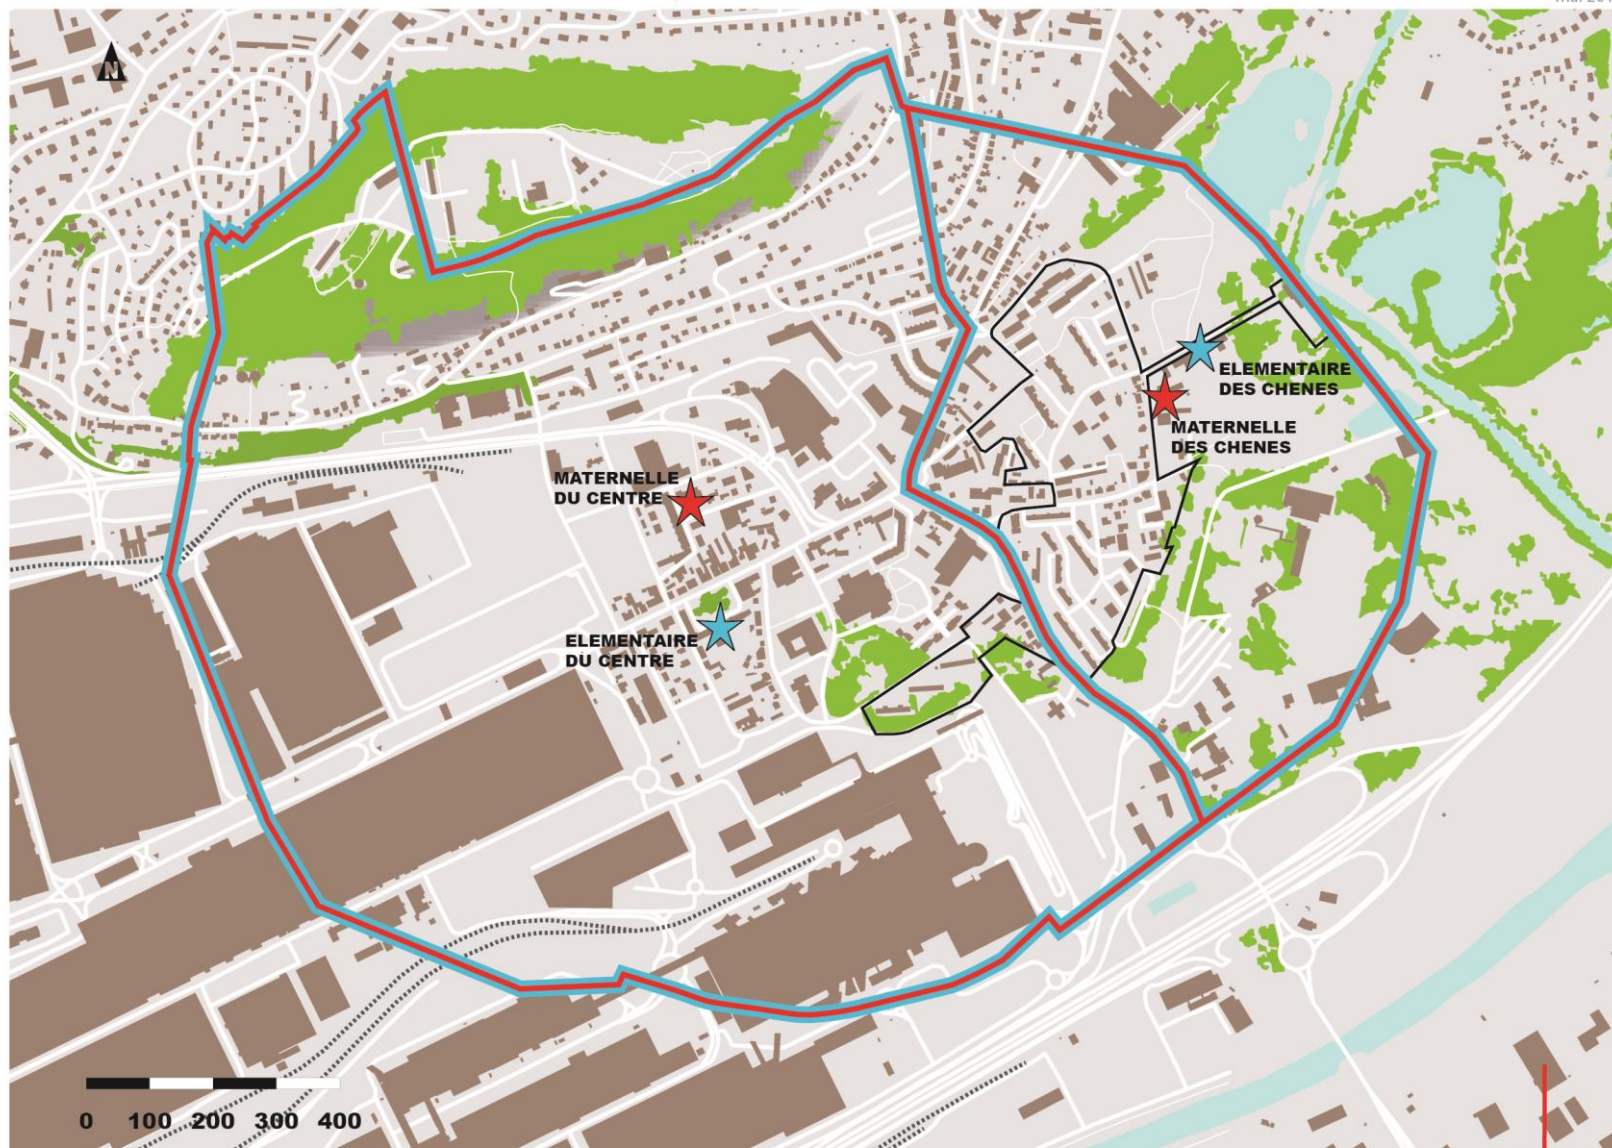 N
ELEMENTAIRE
DES CHENES
MATERNELLE
DES CHENES
MATERNELLE
DU CENTRE
ELEMENTAIRE
DU CENTRE
0 100 200 300 400